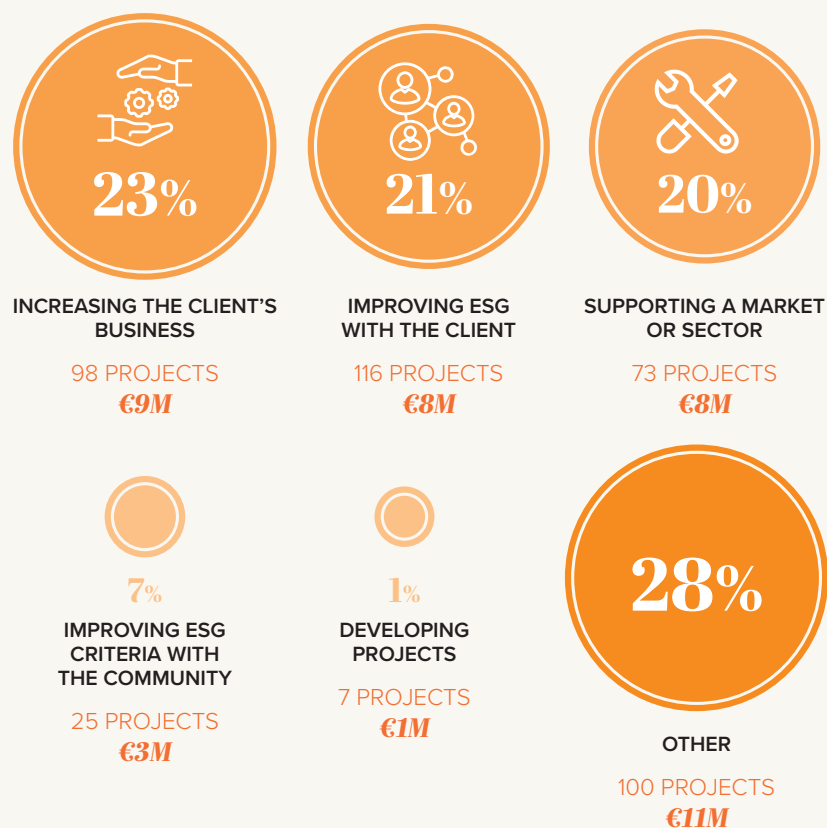 23%
INCREASING THE CLIENT'S
BUSINESS
98 PROJECTS
€9M
21%
IMPROVING ESG
WITH THE CLIENT
116 PROJECTS
€8M
20%
SUPPORTING A MARKET
OR SECTOR
73 PROJECTS
€8M
7%
IMPROVING ESG
CRITERIA WITH
THE COMMUNITY
25 PROJECTS
€3M
1%
DEVELOPING
PROJECTS
7 PROJECTS
€1M
28%
OTHER
100 PROJECTS
€11M